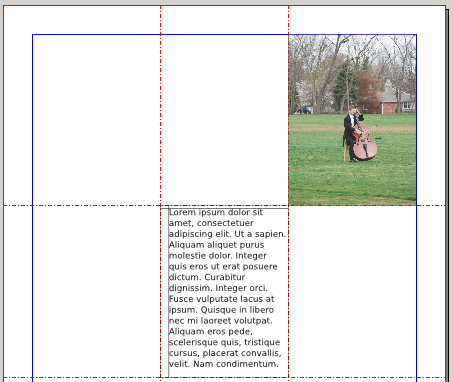 Lorem ipsum dolor sit
amet, consectetuer
adipiscing elit. Ut a sapien.
Aliquam aliquet purus
molestie dolor. Integer
quis eros ut erat posuere
dictum. Curabitur
dignissim. Integer orci.
Fusce vulputate lacus at
ipsum. Quisque in libero
nec mi laoreet volutpat.
Aliquam eros pede,
scelerisque quis, tristique
cursus, placerat convallis,
velit. Nam condimentum.